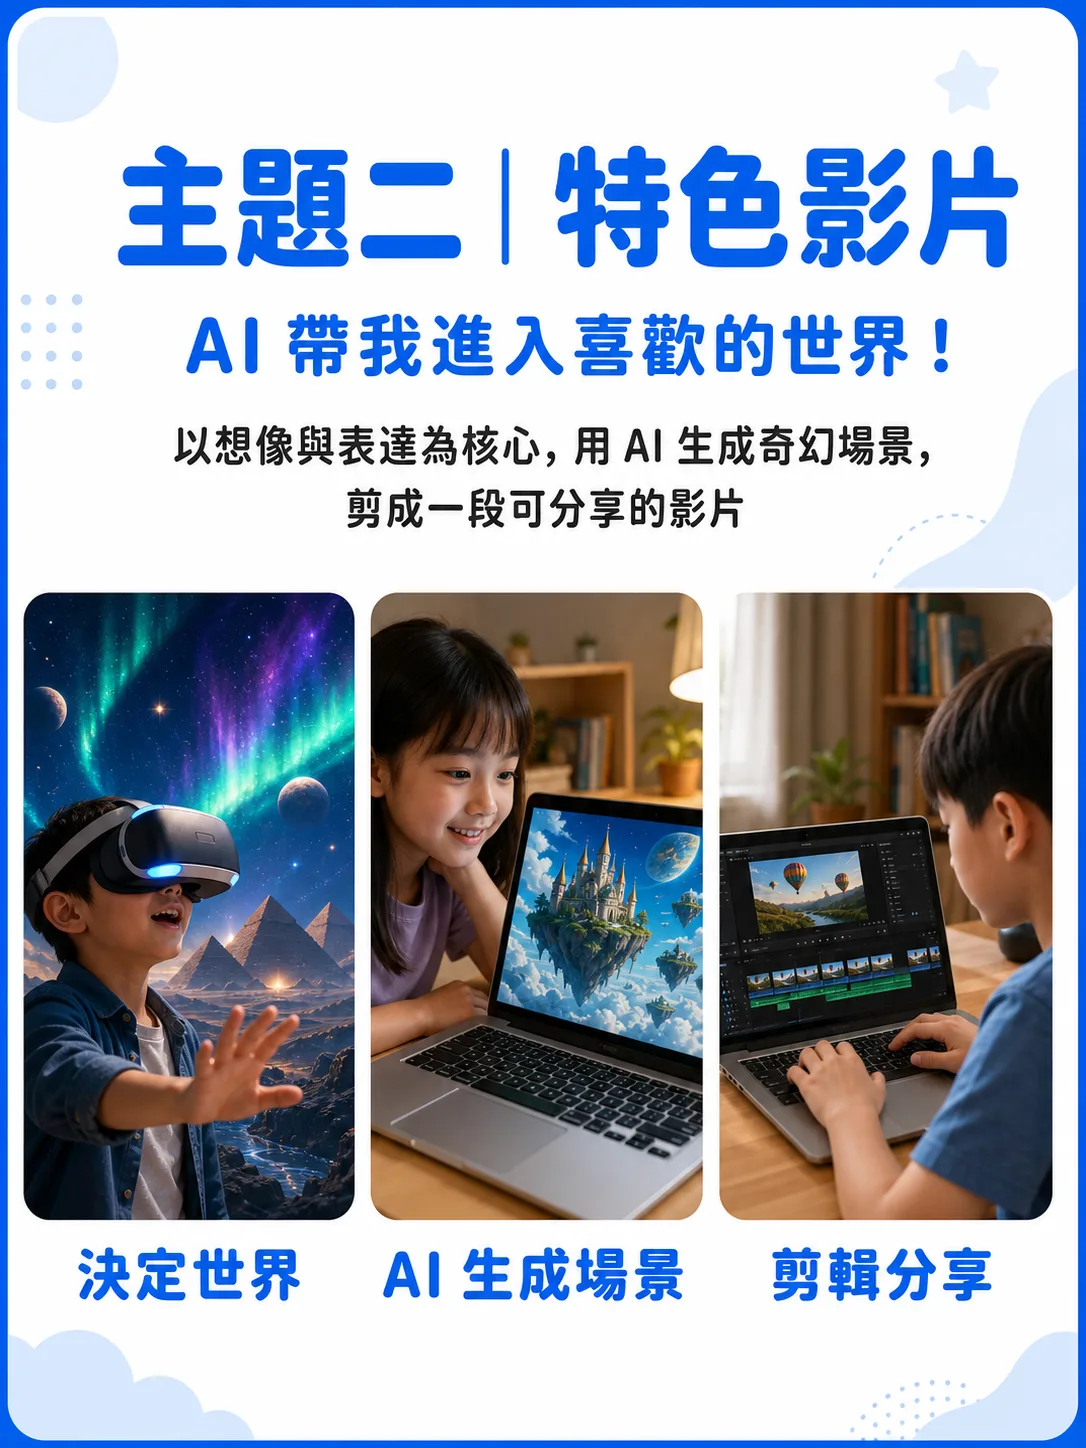 主題二｜特色影片
AI 帶我進入喜歡的世界！
以想像與表達為核心，用 AI 生成奇幻場景，
剪成一段可分享的影片
決定世界
AI 生成場景
剪輯分享